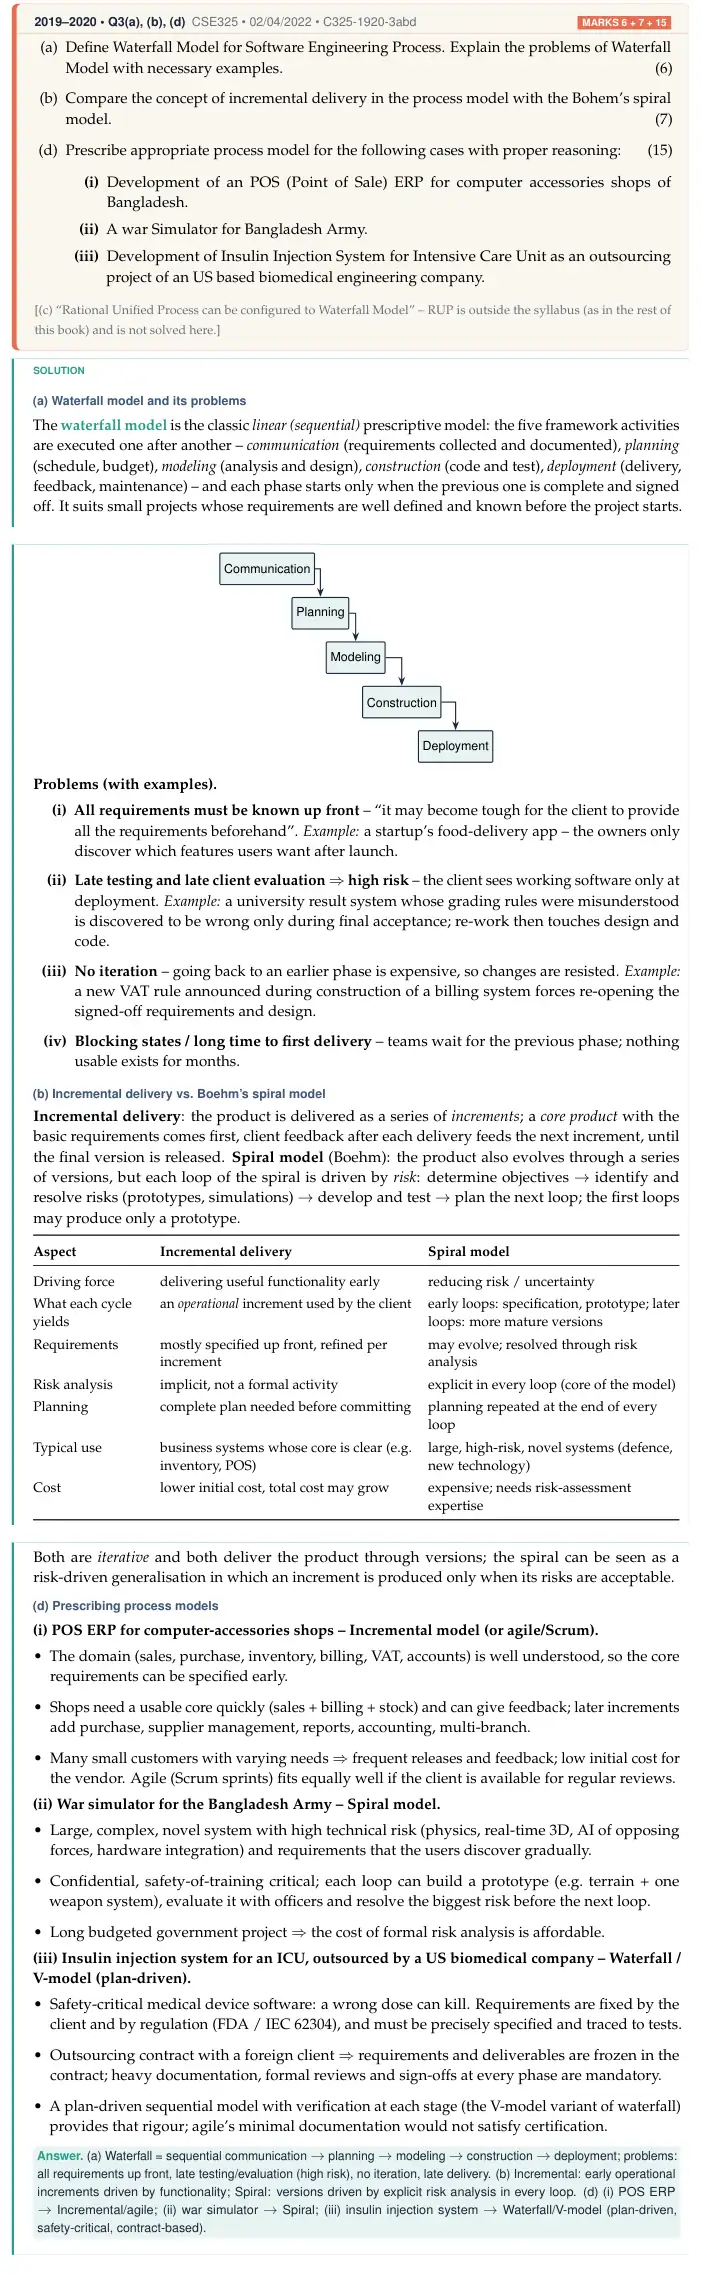 2019–2020 • Q3(a), (b), (d) CSE325 • 02/04/2022 • C325-1920-3abd MARKS 6 + 7 + 15
(a) Define Waterfall Model for Software Engineering Process. Explain the problems of Waterfall
Model with necessary examples. (6)
(b) Compare the concept of incremental delivery in the process model with the Bohem's spiral
model. (7)
(d) Prescribe appropriate process model for the following cases with proper reasoning: (15)
(i) Development of an POS (Point of Sale) ERP for computer accessories shops of
Bangladesh.
(ii) A war Simulator for Bangladesh Army.
(iii) Development of Insulin Injection System for Intensive Care Unit as an outsourcing
project of an US based biomedical engineering company.
[(c) “Rational Unified Process can be configured to Waterfall Model” – RUP is outside the syllabus (as in the rest of
this book) and is not solved here.]
SOLUTION
(a) Waterfall model and its problems
The waterfall model is the classic linear (sequential) prescriptive model: the five framework activities
are executed one after another – communication (requirements collected and documented), planning
(schedule, budget), modeling (analysis and design), construction (code and test), deployment (delivery,
feedback, maintenance) – and each phase starts only when the previous one is complete and signed
off. It suits small projects whose requirements are well defined and known before the project starts.
Communication
Planning
Modeling
Construction
Deployment
Problems (with examples).
(i) All requirements must be known up front – “it may become tough for the client to provide
all the requirements beforehand”. Example: a startup's food-delivery app – the owners only
discover which features users want after launch.
(ii) Late testing and late client evaluation ⇒ high risk – the client sees working software only at
deployment. Example: a university result system whose grading rules were misunderstood
is discovered to be wrong only during final acceptance; re-work then touches design and
code.
(iii) No iteration – going back to an earlier phase is expensive, so changes are resisted. Example:
a new VAT rule announced during construction of a billing system forces re-opening the
signed-off requirements and design.
(iv) Blocking states / long time to first delivery – teams wait for the previous phase; nothing
usable exists for months.
(b) Incremental delivery vs. Boehm's spiral model
Incremental delivery: the product is delivered as a series of increments; a core product with the
basic requirements comes first, client feedback after each delivery feeds the next increment, until
the final version is released. Spiral model (Boehm): the product also evolves through a series
of versions, but each loop of the spiral is driven by risk: determine objectives → identify and
resolve risks (prototypes, simulations) → develop and test → plan the next loop; the first loops
may produce only a prototype.
Aspect Incremental delivery Spiral model
Driving force delivering useful functionality early reducing risk / uncertainty
What each cycle an operational increment used by the client early loops: specification, prototype; later
yields loops: more mature versions
Requirements mostly specified up front, refined per may evolve; resolved through risk
increment analysis
Risk analysis implicit, not a formal activity explicit in every loop (core of the model)
Planning complete plan needed before committing planning repeated at the end of every
loop
Typical use business systems whose core is clear (e.g. large, high-risk, novel systems (defence,
inventory, POS) new technology)
Cost lower initial cost, total cost may grow expensive; needs risk-assessment
expertise
Both are iterative and both deliver the product through versions; the spiral can be seen as a
risk-driven generalisation in which an increment is produced only when its risks are acceptable.
(d) Prescribing process models
(i) POS ERP for computer-accessories shops – Incremental model (or agile/Scrum).
• The domain (sales, purchase, inventory, billing, VAT, accounts) is well understood, so the core
requirements can be specified early.
• Shops need a usable core quickly (sales + billing + stock) and can give feedback; later increments
add purchase, supplier management, reports, accounting, multi-branch.
• Many small customers with varying needs ⇒ frequent releases and feedback; low initial cost for
the vendor. Agile (Scrum sprints) fits equally well if the client is available for regular reviews.
(ii) War simulator for the Bangladesh Army – Spiral model.
• Large, complex, novel system with high technical risk (physics, real-time 3D, AI of opposing
forces, hardware integration) and requirements that the users discover gradually.
• Confidential, safety-of-training critical; each loop can build a prototype (e.g. terrain + one
weapon system), evaluate it with officers and resolve the biggest risk before the next loop.
• Long budgeted government project ⇒ the cost of formal risk analysis is affordable.
(iii) Insulin injection system for an ICU, outsourced by a US biomedical company – Waterfall /
V-model (plan-driven).
• Safety-critical medical device software: a wrong dose can kill. Requirements are fixed by the
client and by regulation (FDA / IEC 62304), and must be precisely specified and traced to tests.
• Outsourcing contract with a foreign client ⇒ requirements and deliverables are frozen in the
contract; heavy documentation, formal reviews and sign-offs at every phase are mandatory.
• A plan-driven sequential model with verification at each stage (the V-model variant of waterfall)
provides that rigour; agile's minimal documentation would not satisfy certification.
Answer. (a) Waterfall = sequential communication → planning → modeling → construction → deployment; problems:
all requirements up front, late testing/evaluation (high risk), no iteration, late delivery. (b) Incremental: early operational
increments driven by functionality; Spiral: versions driven by explicit risk analysis in every loop. (d) (i) POS ERP
→ Incremental/agile; (ii) war simulator → Spiral; (iii) insulin injection system → Waterfall/V-model (plan-driven,
safety-critical, contract-based).